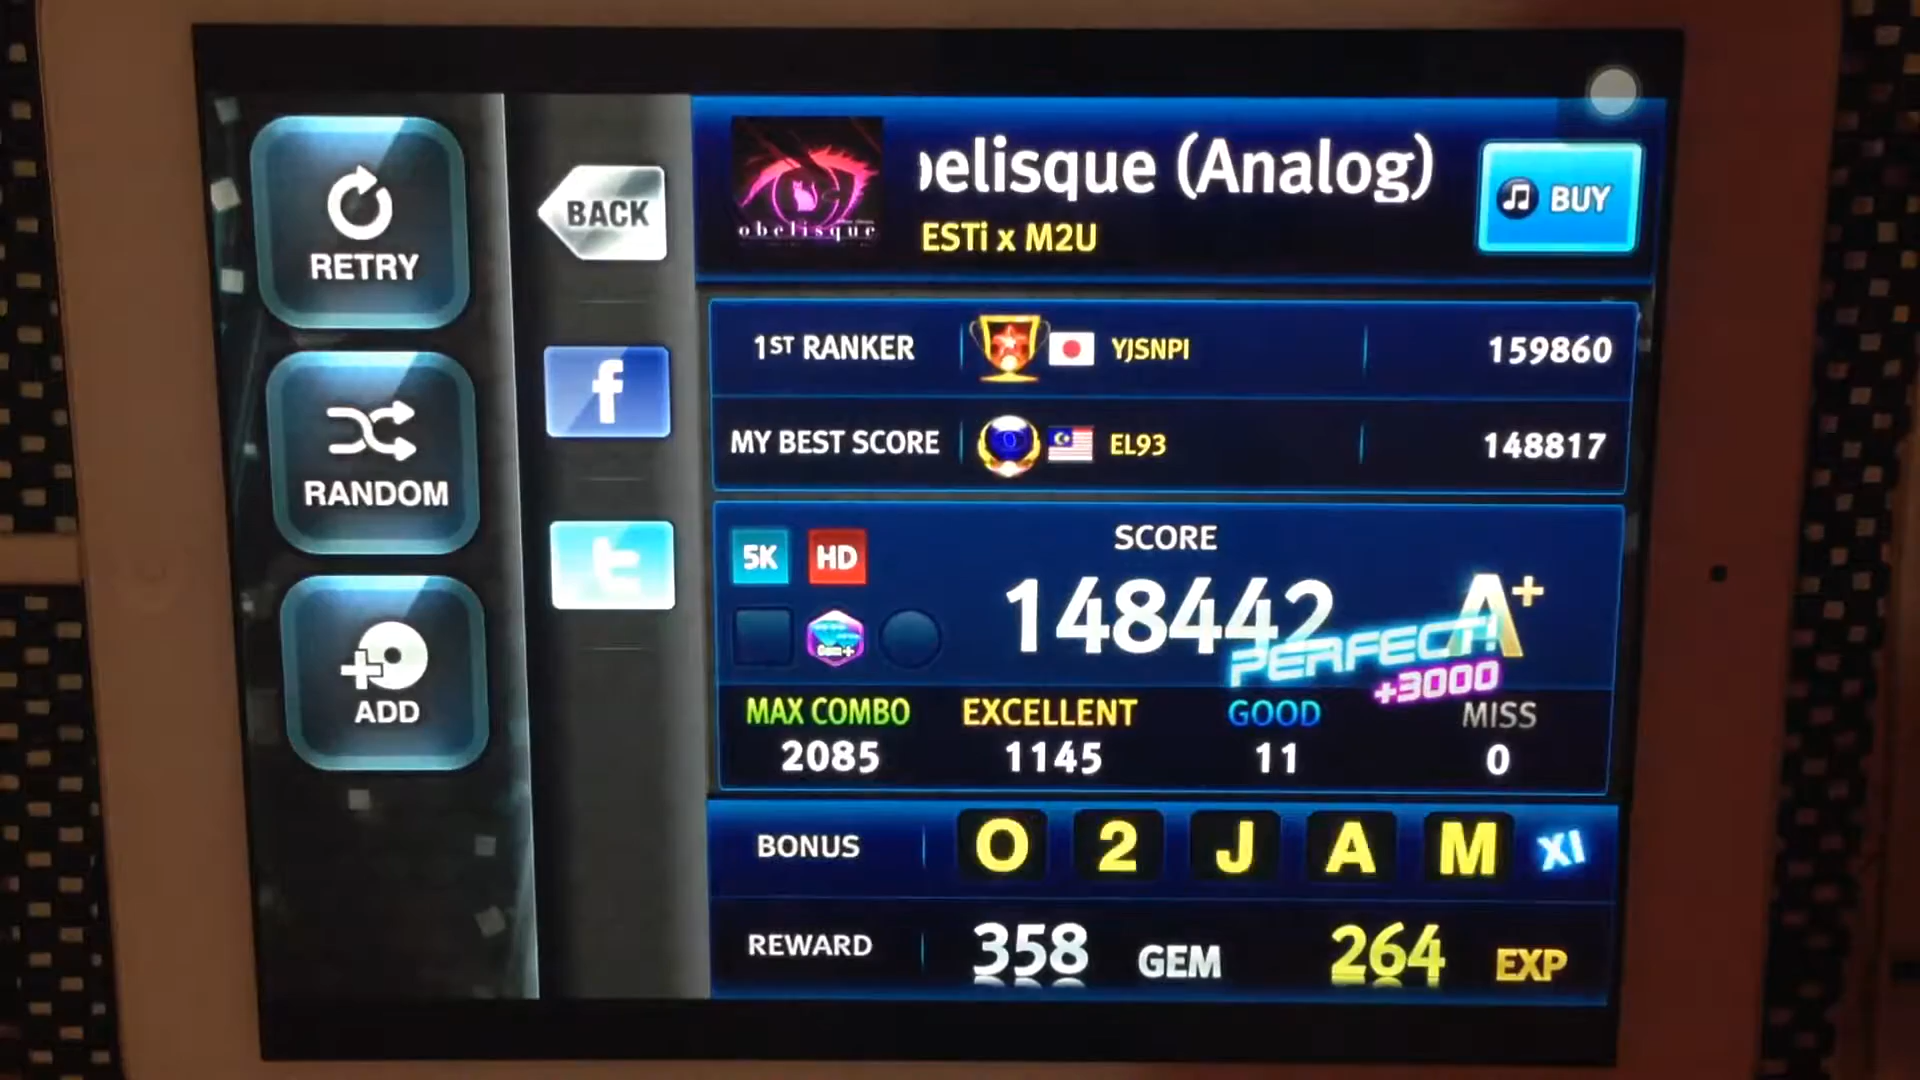 RETRY
RANDOM
ADD
BACK
f
t
obelisque
belisque (Analog)
ESTi x M2U
BUY
1ST RANKER YJSNPI 159860
MY BEST SCORE EL93 148817
5K HD
Gem+
SCORE
148442 A+
PERFECT!
+3000
MAX COMBO EXCELLENT GOOD MISS
2085 1145 11 0
BONUS O 2 J A M X1
REWARD 358 GEM 264 EXP